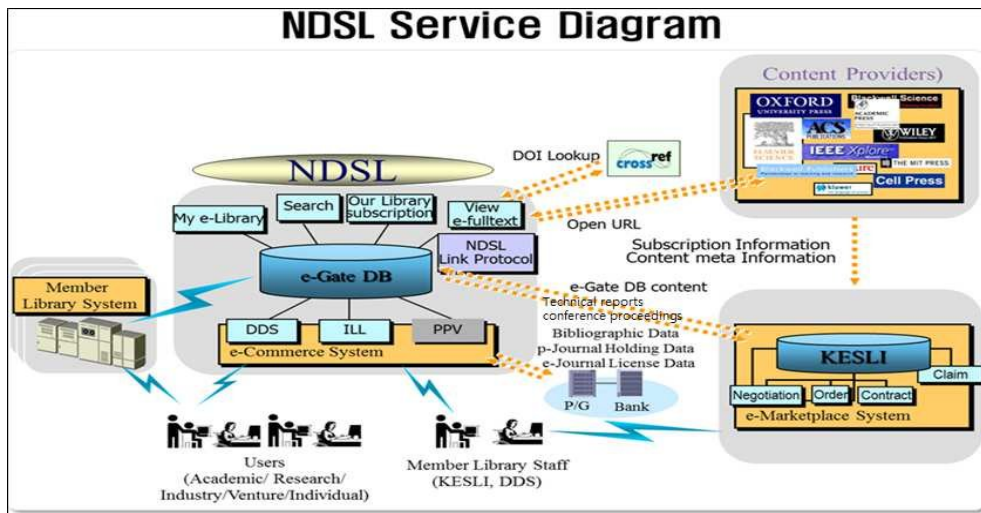 NDSL Service Diagram
Content Providers)
OXFORD
UNIVERSITY PRESS
Blackwell Science
ACADEMIC
PRESS
ACS
PUBLICATIONS
WILEY
ELSEVIER
SCIENCE
IEEE Xplore
THE MIT PRESS
Cell Press
kluwer
DOI Lookup
crossref
NDSL
My e-Library
Search
Our Library
subscription
View
e-fulltext
Open URL
NDSL
Link Protocol
e-Gate DB
Subscription Information
Content meta Information
Member
Library System
e-Gate DB content
Technical reports
conference proceedings
Bibliographic Data
p-Journal Holding Data
e-Journal License Data
DDS
ILL
PPV
e-Commerce System
P/G
Bank
KESLI
Claim
Negotiation
Order
Contract
e-Marketplace System
Users
(Academic/ Research/
Industry/Venture/Individual)
Member Library Staff
(KESLI, DDS)